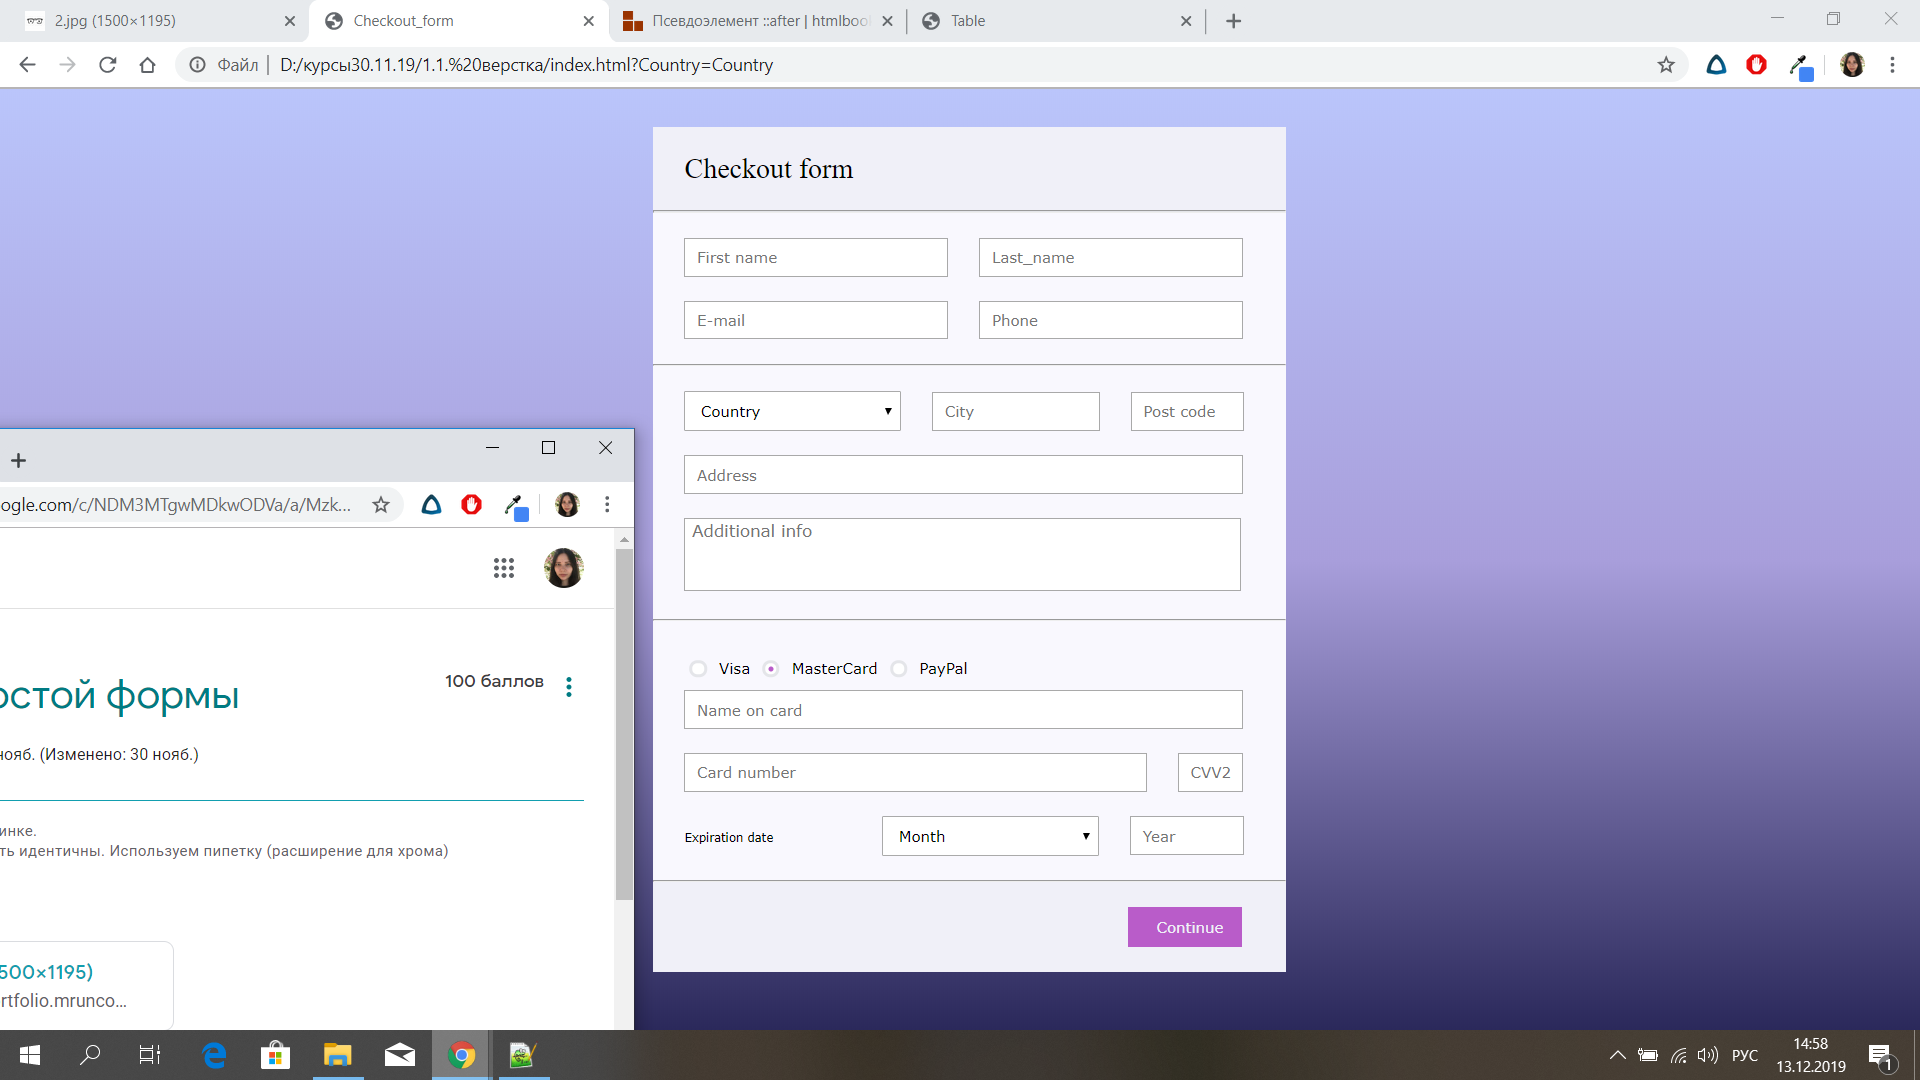 2.jpg (1500×1195)
Checkout_form
Псевдоэлемент ::after | htmlbook
Table
Файл
D:/курсы30.11.19/1.1.%20верстка/index.html?Country=Country
Checkout form
First name
Last_name
E-mail
Phone
Country
City
Post code
Address
Additional info
Visa
MasterCard
PayPal
Name on card
Card number
CVV2
Expiration date
Month
Year
Continue
ogle.com/c/NDM3MTgwMDkwODVa/a/Mzk...
остой формы
100 баллов
нояб. (Изменено: 30 нояб.)
инке.
ть идентичны. Используем пипетку (расширение для хрома)
500×1195)
rtfolio.mrunco...
РУС
14:58
13.12.2019
1